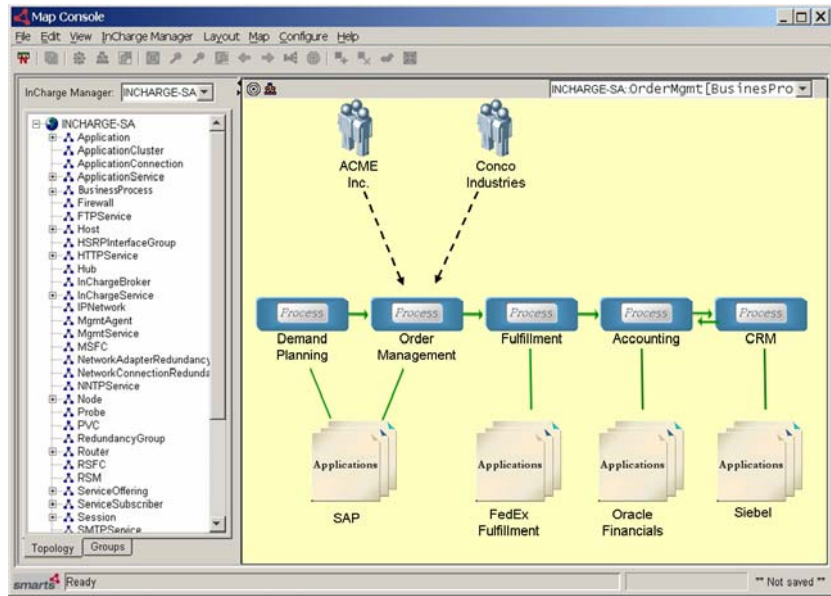 Map Console
File Edit View InCharge Manager Layout Map Configure Help
InCharge Manager: INCHARGE-SA
INCHARGE-SA:OrderMgmt[BusinesPro
INCHARGE-SA
Application
ApplicationCluster
ApplicationConnection
ApplicationService
BusinessProcess
Firewall
FTPService
Host
HSRPInterfaceGroup
HTTPService
Hub
InChargeBroker
InChargeService
IPNetwork
MgmtAgent
MgmtService
MSFC
NetworkAdapterRedundancy
NetworkConnectionRedunda
NNTPService
Node
Probe
PVC
RedundancyGroup
Router
RSFC
RSM
ServiceOffering
ServiceSubscriber
Session
SMTPService
Topology Groups
ACME
Inc.
Conco
Industries
Process Process Process Process Process
Demand
Planning
Order
Management
Fulfillment
Accounting
CRM
Applications Applications Applications Applications
SAP
FedEx
Fulfillment
Oracle
Financials
Siebel
smarts Ready ** Not saved **